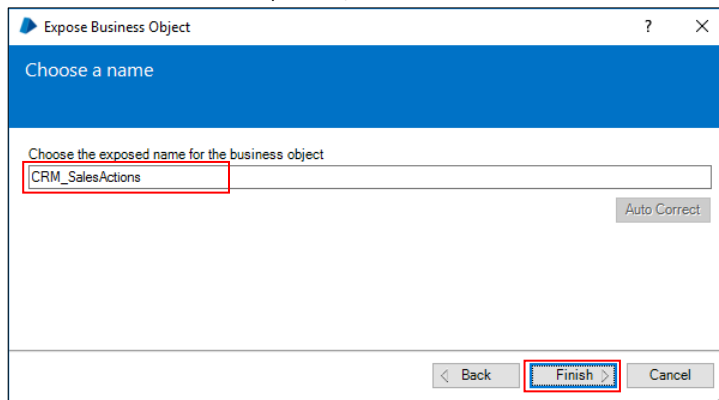 Expose Business Object ? ×
Choose a name
Choose the exposed name for the business object
CRM_SalesActions
Auto Correct
Back Finish Cancel